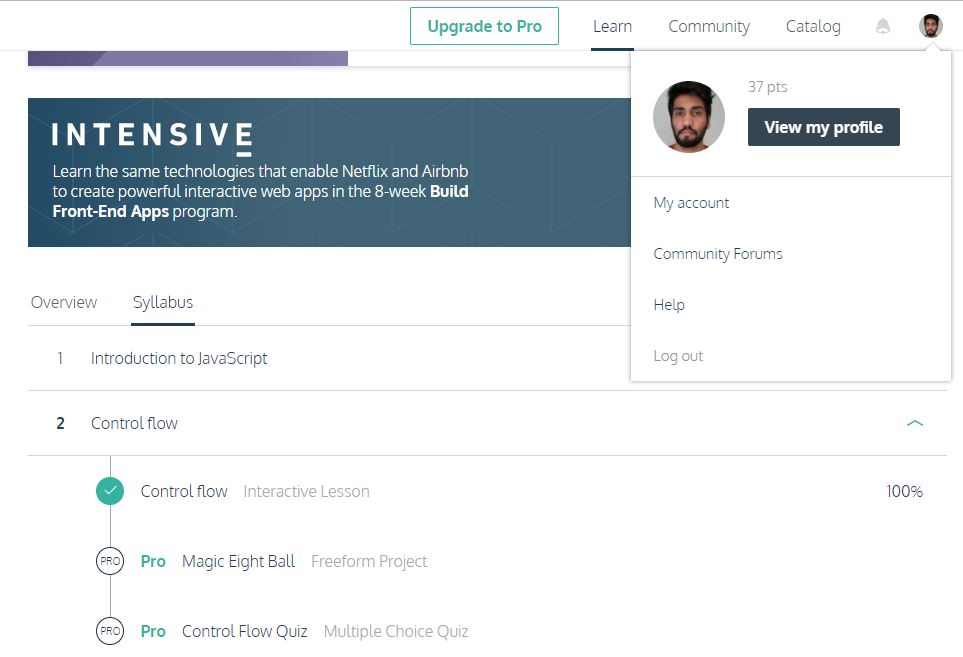 Upgrade to Pro
Learn
Community
Catalog
37 pts
View my profile
My account
Community Forums
Help
Log out
INTENSIVE
Learn the same technologies that enable Netflix and Airbnb
to create powerful interactive web apps in the 8-week Build
Front-End Apps program.
Overview
Syllabus
1 Introduction to JavaScript
2 Control flow
Control flow Interactive Lesson 100%
PRO Pro Magic Eight Ball Freeform Project
PRO Pro Control Flow Quiz Multiple Choice Quiz